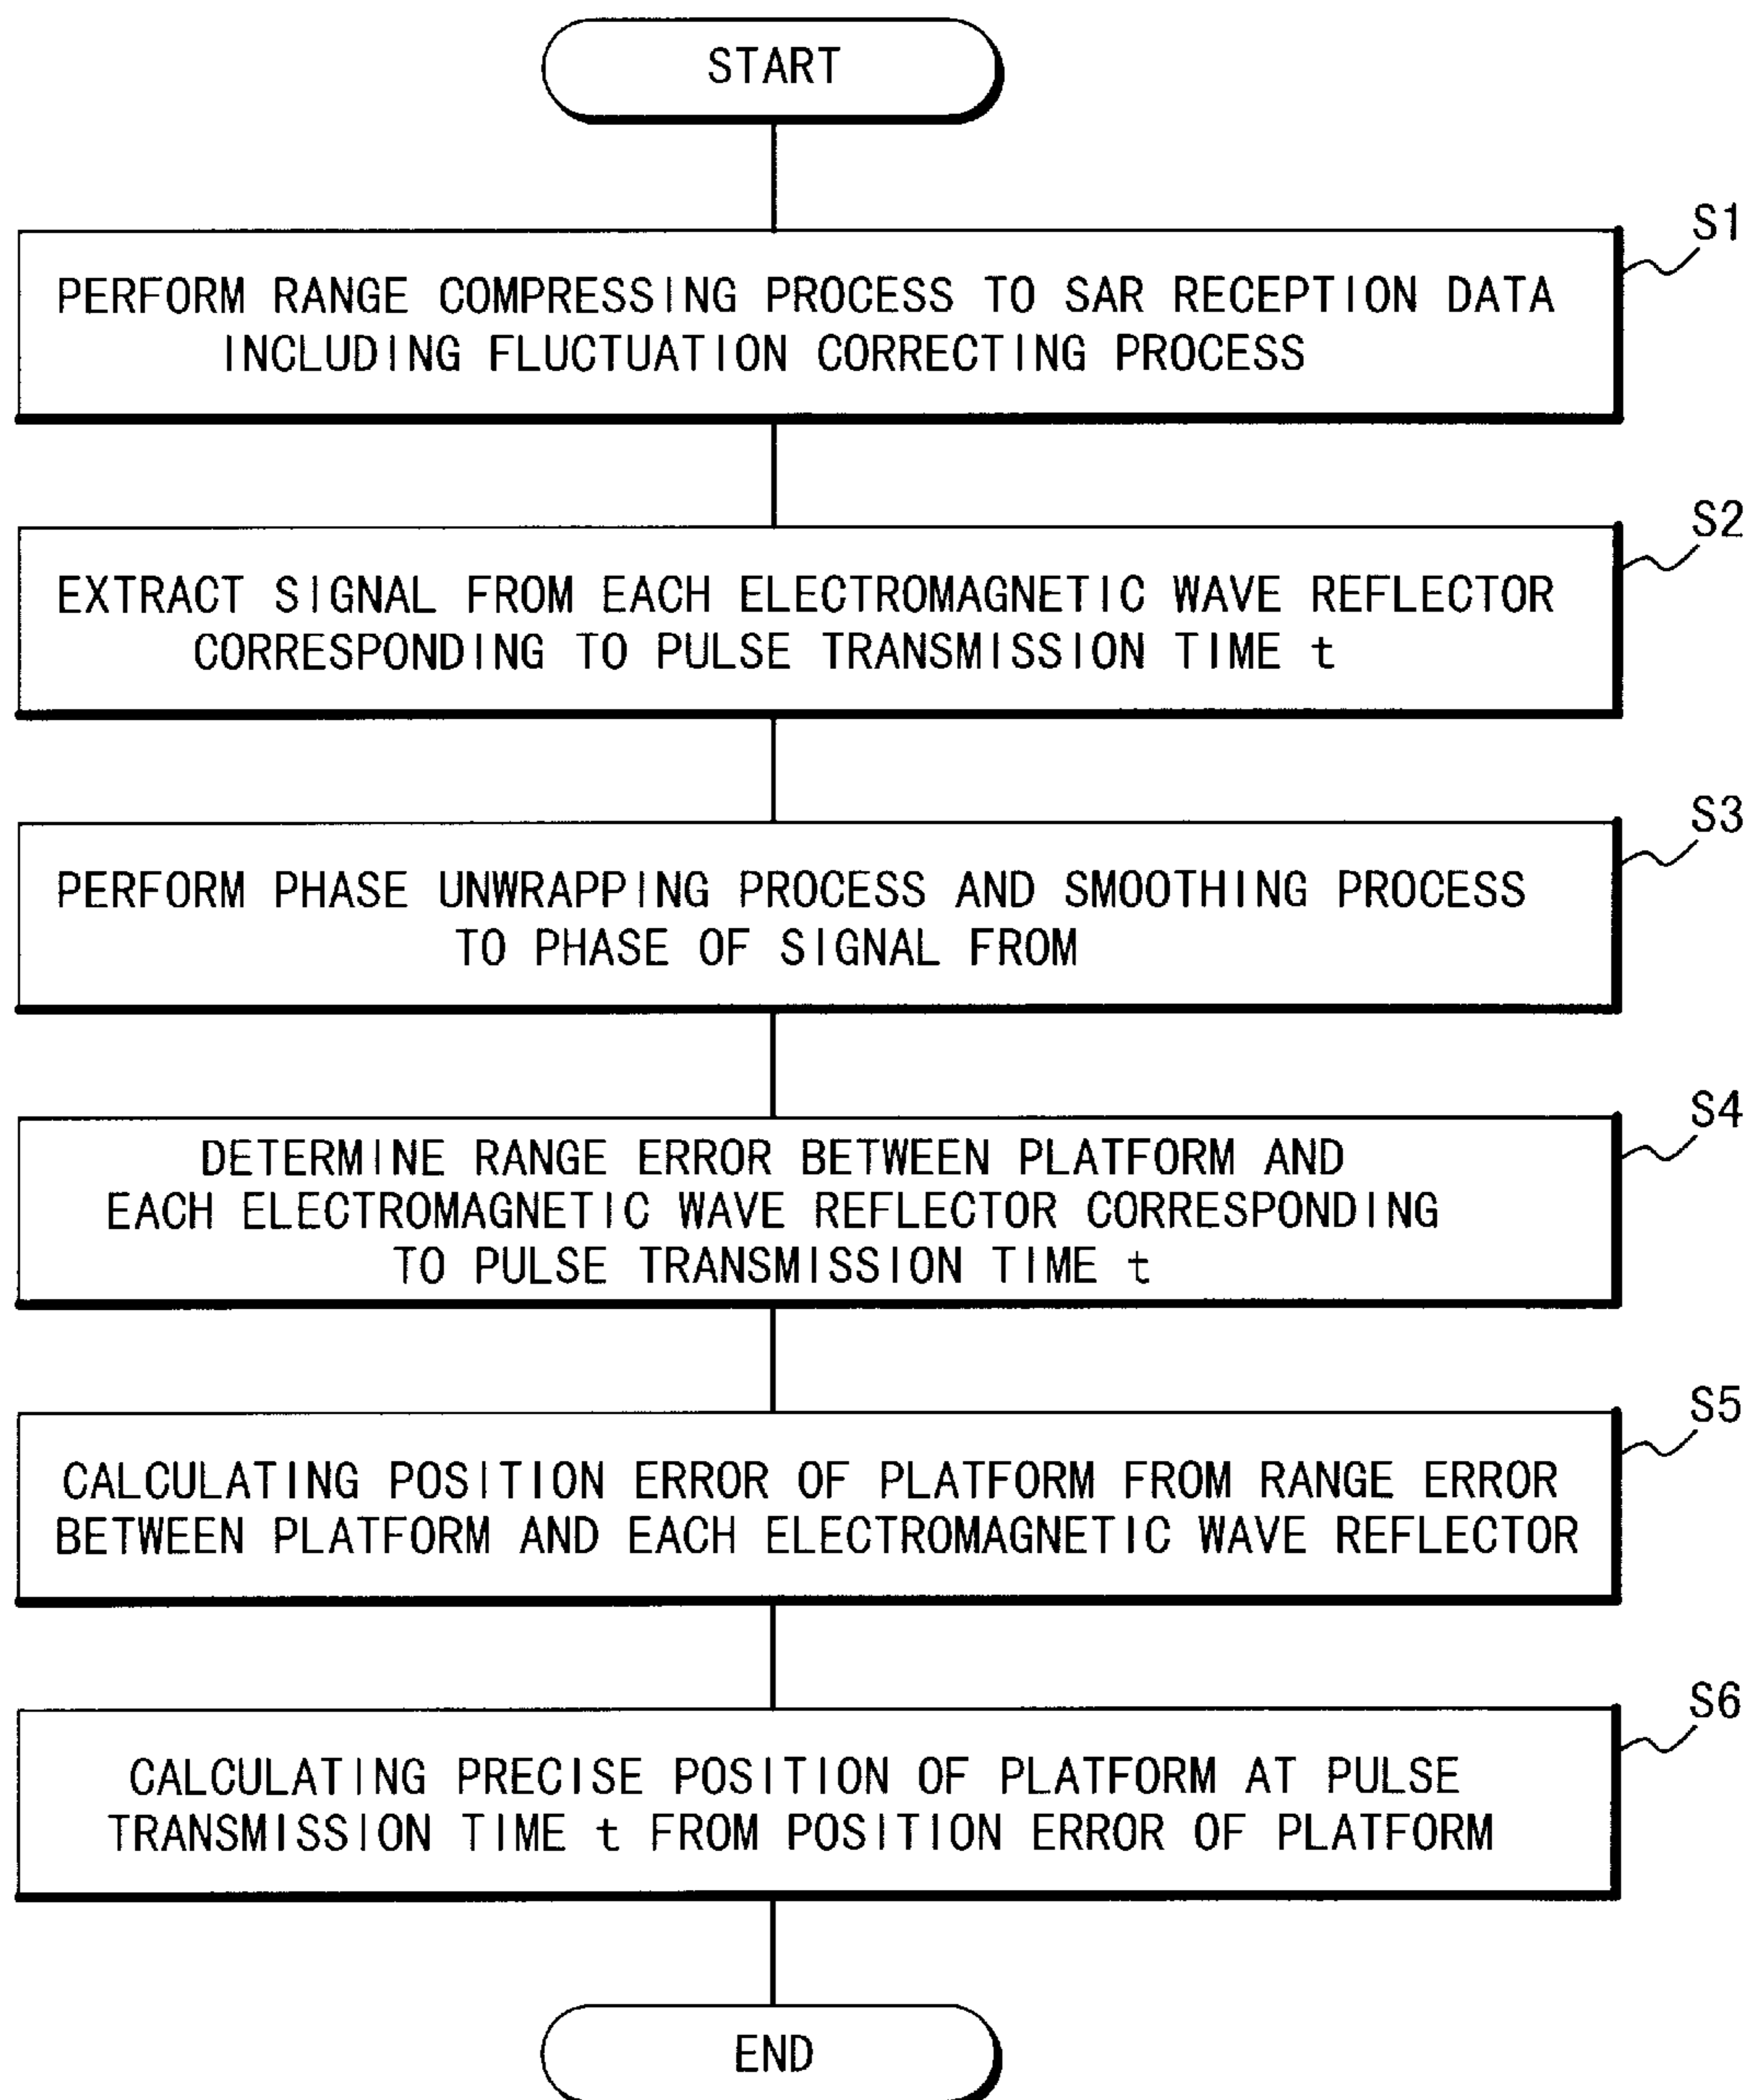 START
S1
PERFORM RANGE COMPRESSING PROCESS TO SAR RECEPTION DATA
INCLUDING FLUCTUATION CORRECTING PROCESS
S2
EXTRACT SIGNAL FROM EACH ELECTROMAGNETIC WAVE REFLECTOR
CORRESPONDING TO PULSE TRANSMISSION TIME t
S3
PERFORM PHASE UNWRAPPING PROCESS AND SMOOTHING PROCESS
TO PHASE OF SIGNAL FROM
S4
DETERMINE RANGE ERROR BETWEEN PLATFORM AND
EACH ELECTROMAGNETIC WAVE REFLECTOR CORRESPONDING
TO PULSE TRANSMISSION TIME t
S5
CALCULATING POSITION ERROR OF PLATFORM FROM RANGE ERROR
BETWEEN PLATFORM AND EACH ELECTROMAGNETIC WAVE REFLECTOR
S6
CALCULATING PRECISE POSITION OF PLATFORM AT PULSE
TRANSMISSION TIME t FROM POSITION ERROR OF PLATFORM
END